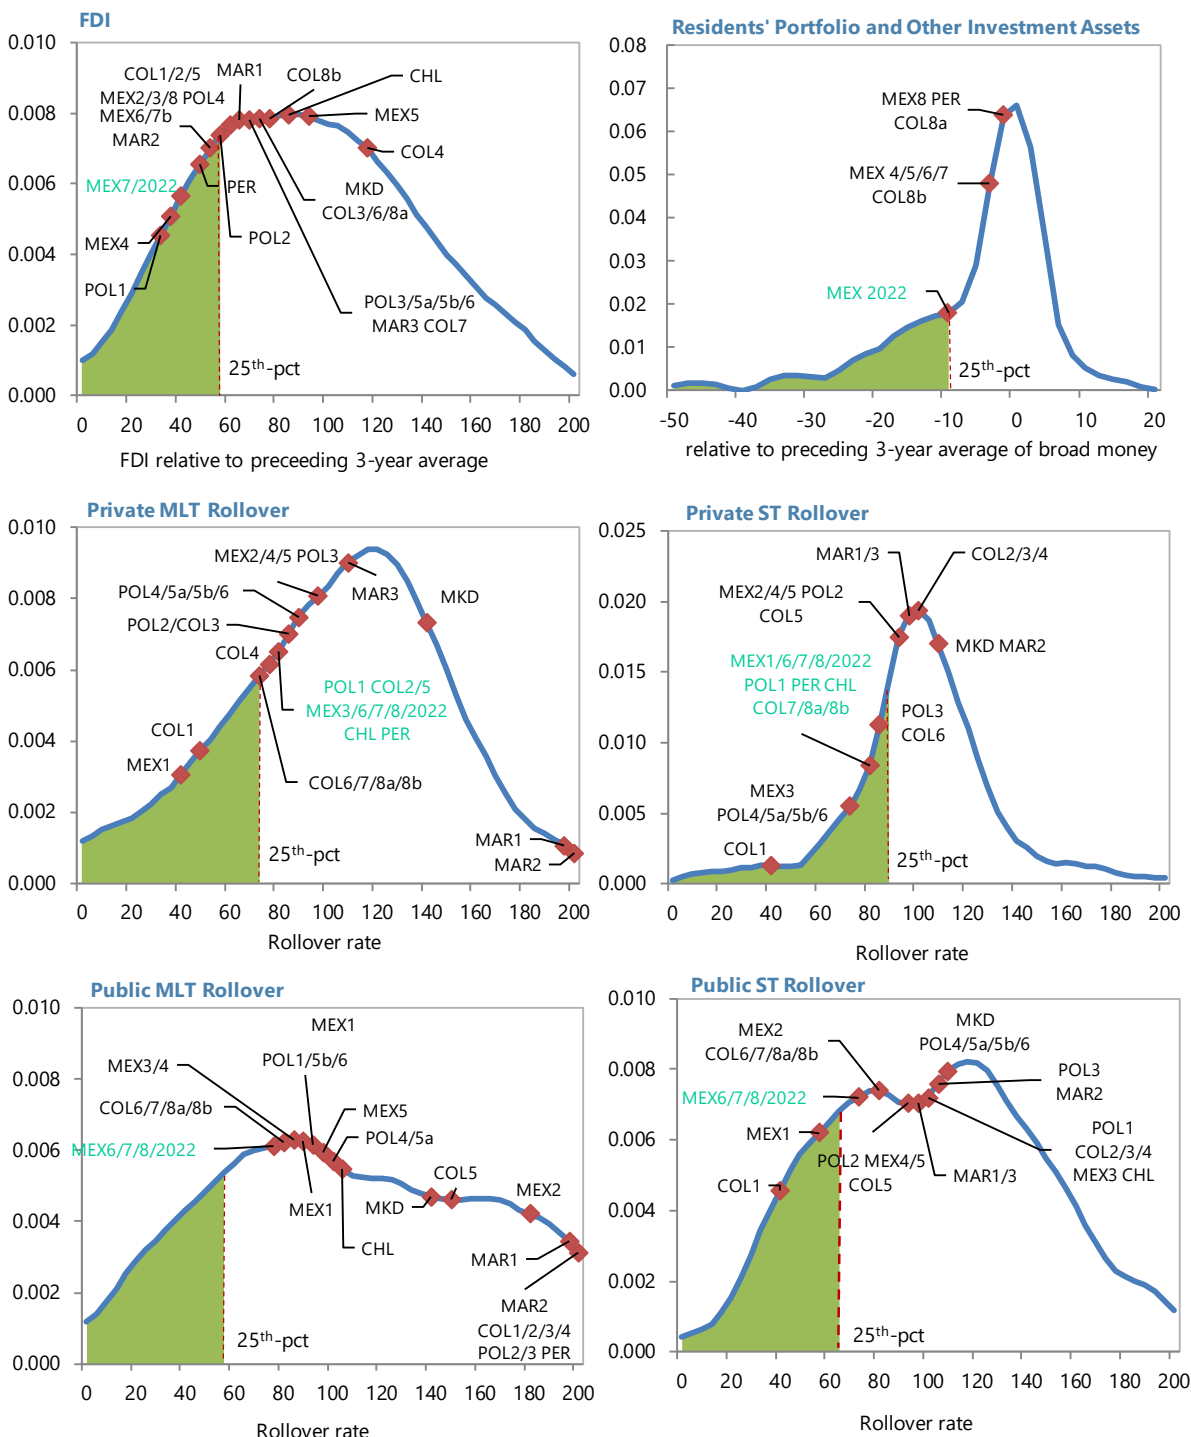 FDI
0.010
0.008
0.006
0.004
0.002
0.000
COL1/2/5
MAR1
COL8b
CHL
MEX2/3/8 POL4
MEX6/7b
MEX5
MAR2
COL4
MEX7/2022
PER
MKD
COL3/6/8a
MEX4
POL2
POL1
POL3/5a/5b/6
MAR3 COL7
25th-pct
0 20 40 60 80 100 120 140 160 180 200
FDI relative to preceeding 3-year average
Residents' Portfolio and Other Investment Assets
0.08
0.07
0.06
0.05
0.04
0.03
0.02
0.01
0.00
MEX8 PER
COL8a
MEX 4/5/6/7
COL8b
MEX 2022
25th-pct
-50 -40 -30 -20 -10 0 10 20
relative to preceding 3-year average of broad money
Private MLT Rollover
0.010
0.008
0.006
0.004
0.002
0.000
MEX2/4/5 POL3
POL4/5a/5b/6
MAR3
MKD
POL2/COL3
COL4
POL1 COL2/5
MEX3/6/7/8/2022
CHL PER
COL1
MEX1
COL6/7/8a/8b
MAR1
MAR2
25th-pct
0 20 40 60 80 100 120 140 160 180 200
Rollover rate
Private ST Rollover
0.025
0.020
0.015
0.010
0.005
0.000
MAR1/3
COL2/3/4
MEX2/4/5 POL2
COL5
MKD MAR2
MEX1/6/7/8/2022
POL1 PER CHL
COL7/8a/8b
POL3
COL6
MEX3
POL4/5a/5b/6
COL1
25th-pct
0 20 40 60 80 100 120 140 160 180 200
Rollover rate
Public MLT Rollover
0.010
0.008
0.006
0.004
0.002
0.000
MEX1
POL1/5b/6
MEX3/4
COL6/7/8a/8b
MEX5
POL4/5a
MEX6/7/8/2022
COL5
MEX2
MEX1
MKD
CHL
MAR1
MAR2
COL1/2/3/4
POL2/3 PER
25th-pct
0 20 40 60 80 100 120 140 160 180 200
Rollover rate
Public ST Rollover
0.010
0.008
0.006
0.004
0.002
0.000
MEX2
COL6/7/8a/8b
MKD
POL4/5a/5b/6
POL3
MAR2
MEX6/7/8/2022
MEX1
POL1
COL2/3/4
MEX3 CHL
POL2 MEX4/5
COL5
MAR1/3
COL1
25th-pct
0 20 40 60 80 100 120 140 160 180 200
Rollover rate